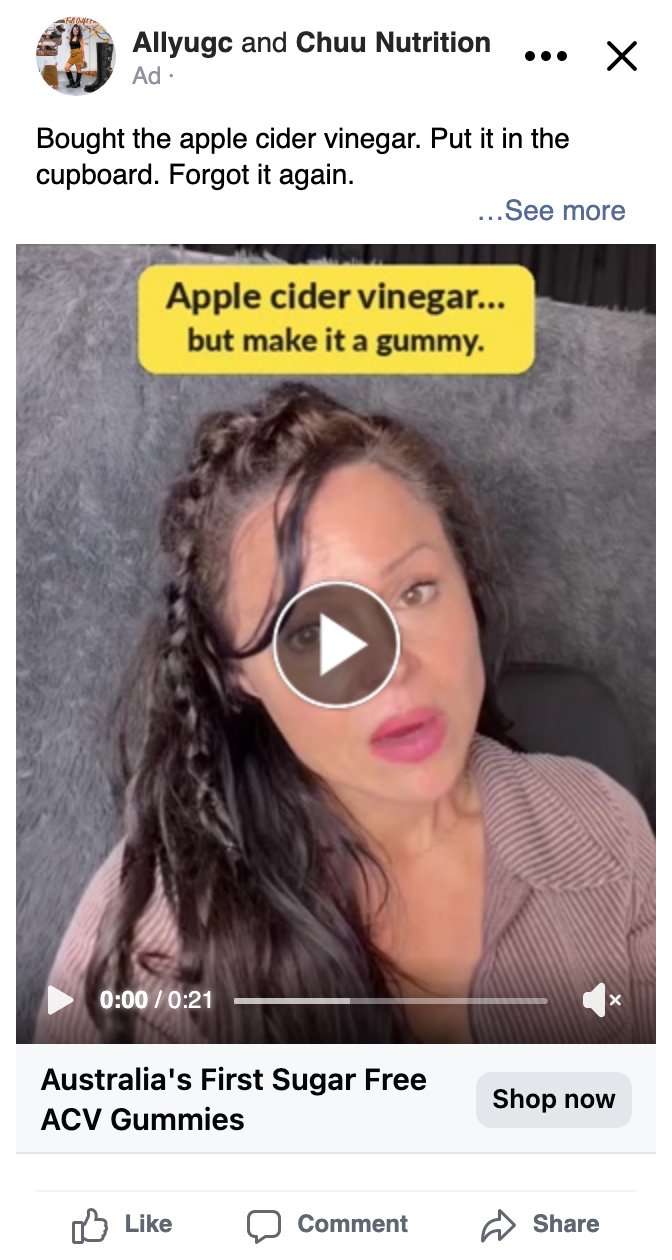 Allyugc and Chuu Nutrition
Ad ·
Bought the apple cider vinegar. Put it in the
cupboard. Forgot it again.
...See more
Apple cider vinegar...
but make it a gummy.
0:00 / 0:21
Australia's First Sugar Free
ACV Gummies
Shop now
Like
Comment
Share